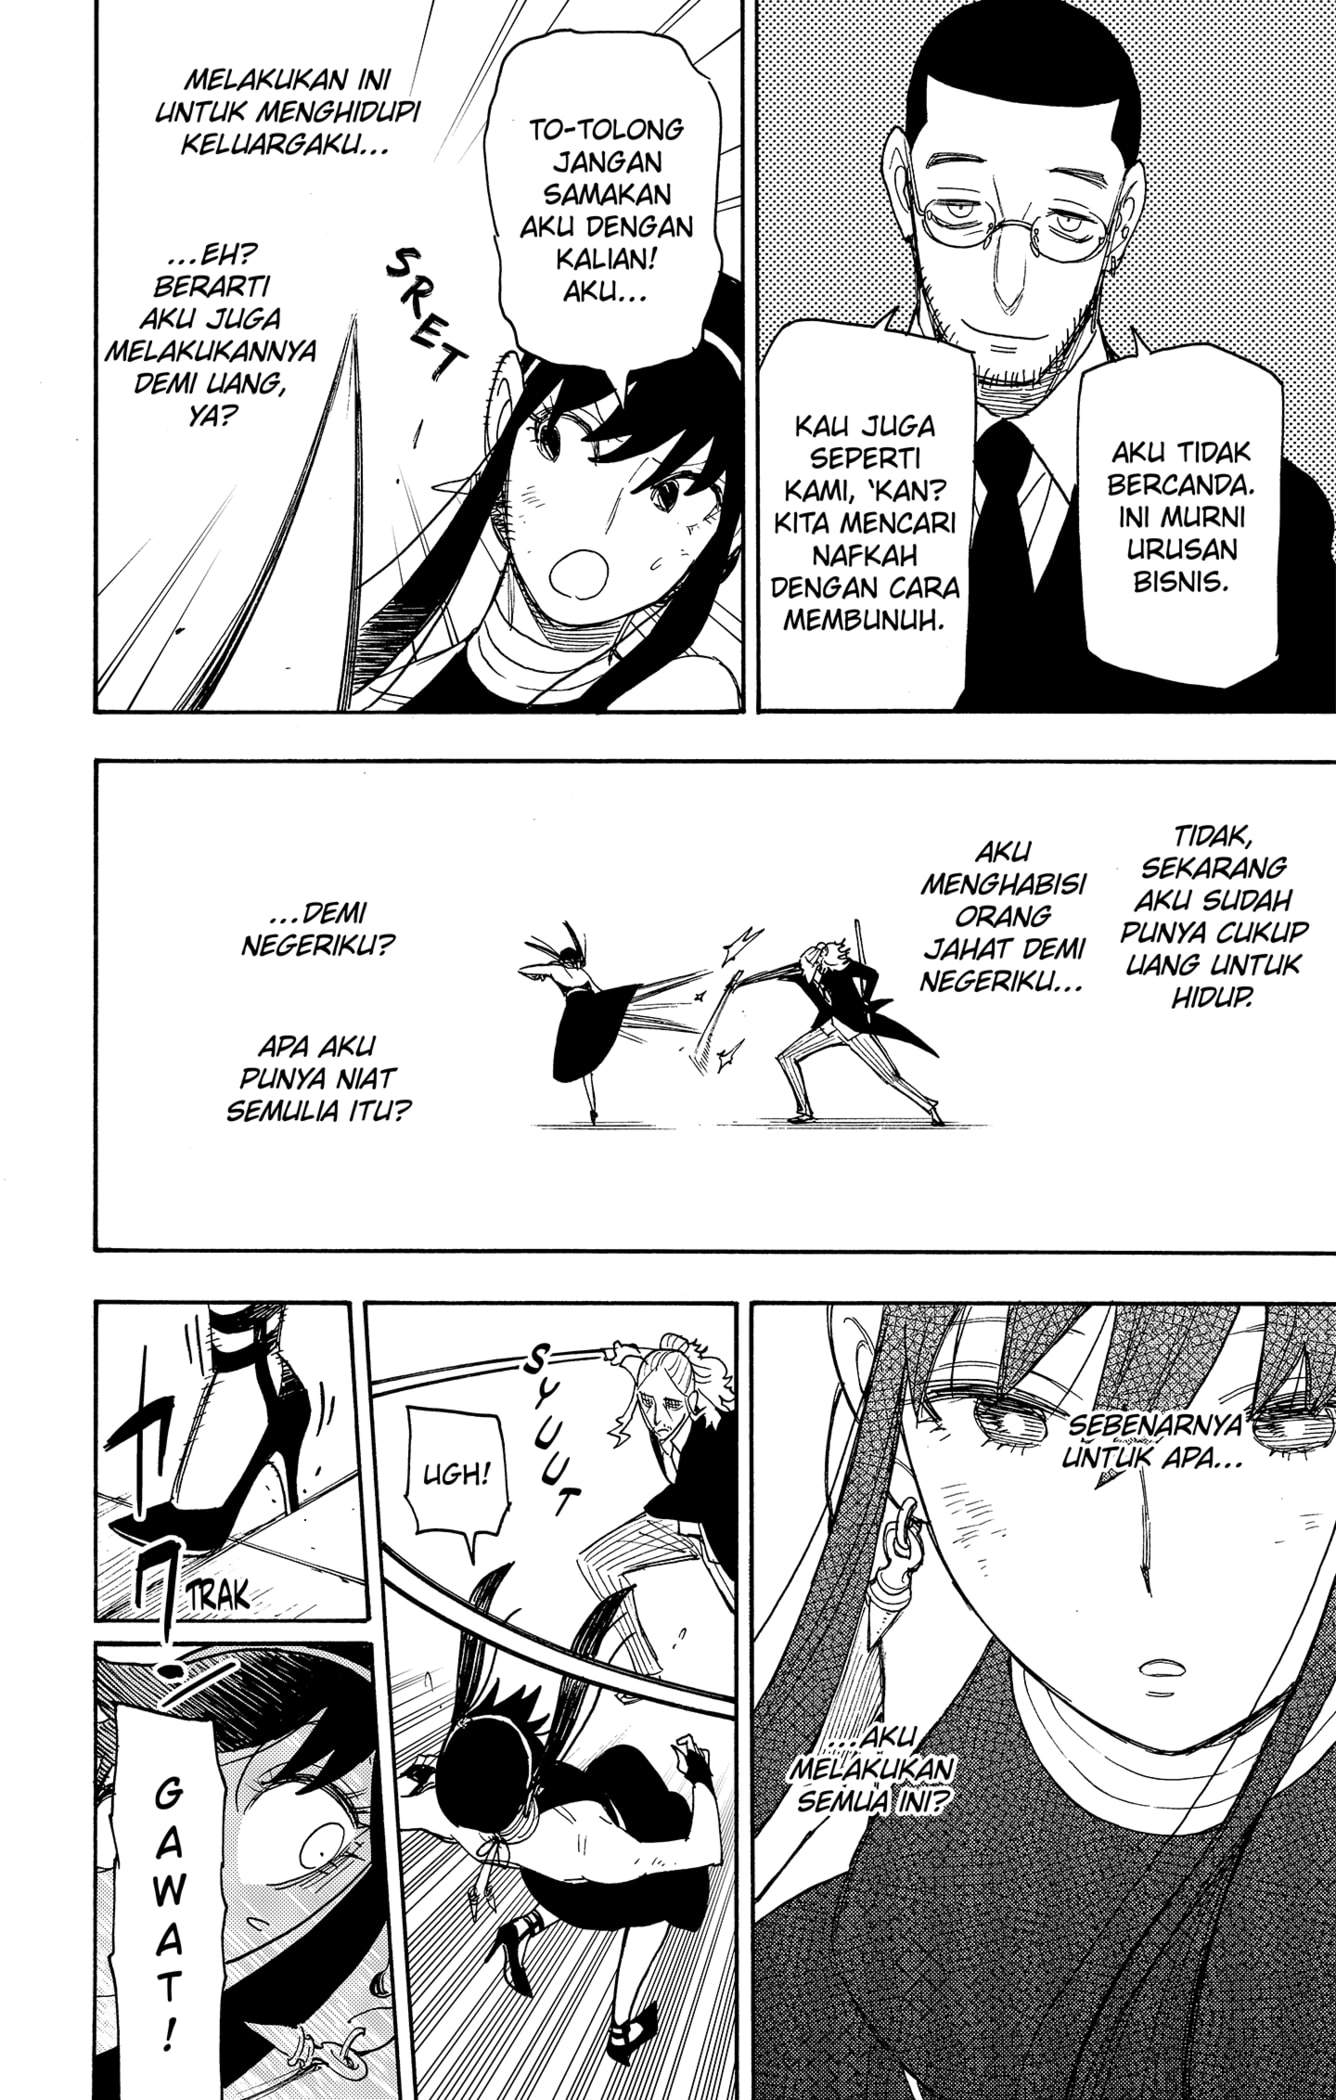 AKU TIDAK
BERCANDA.
INI MURNI
URUSAN
BISNIS.
KAU JUGA
SEPERTI
KAMI, 'KAN?
KITA MENCARI
NAFKAH
DENGAN CARA
MEMBUNUH.
TO-TOLONG
JANGAN
SAMAKAN
AKU DENGAN
KALIAN!
AKU...
SRET
MELAKUKAN INI
UNTUK MENGHIDUPI
KELUARGAKU...
...EH?
BERARTI
AKU JUGA
MELAKUKANNYA
DEMI UANG,
YA?
TIDAK,
SEKARANG
AKU SUDAH
PUNYA CUKUP
UANG UNTUK
HIDUP.
AKU
MENGHABISI
ORANG
JAHAT DEMI
NEGERIKU...
...DEMI
NEGERIKU?
APA AKU
PUNYA NIAT
SEMULIA ITU?
SEBENARNYA
UNTUK APA...
...AKU
MELAKUKAN
SEMUA INI?
SYUUT
UGH!
ガクッ
TRAK
GAWAT!